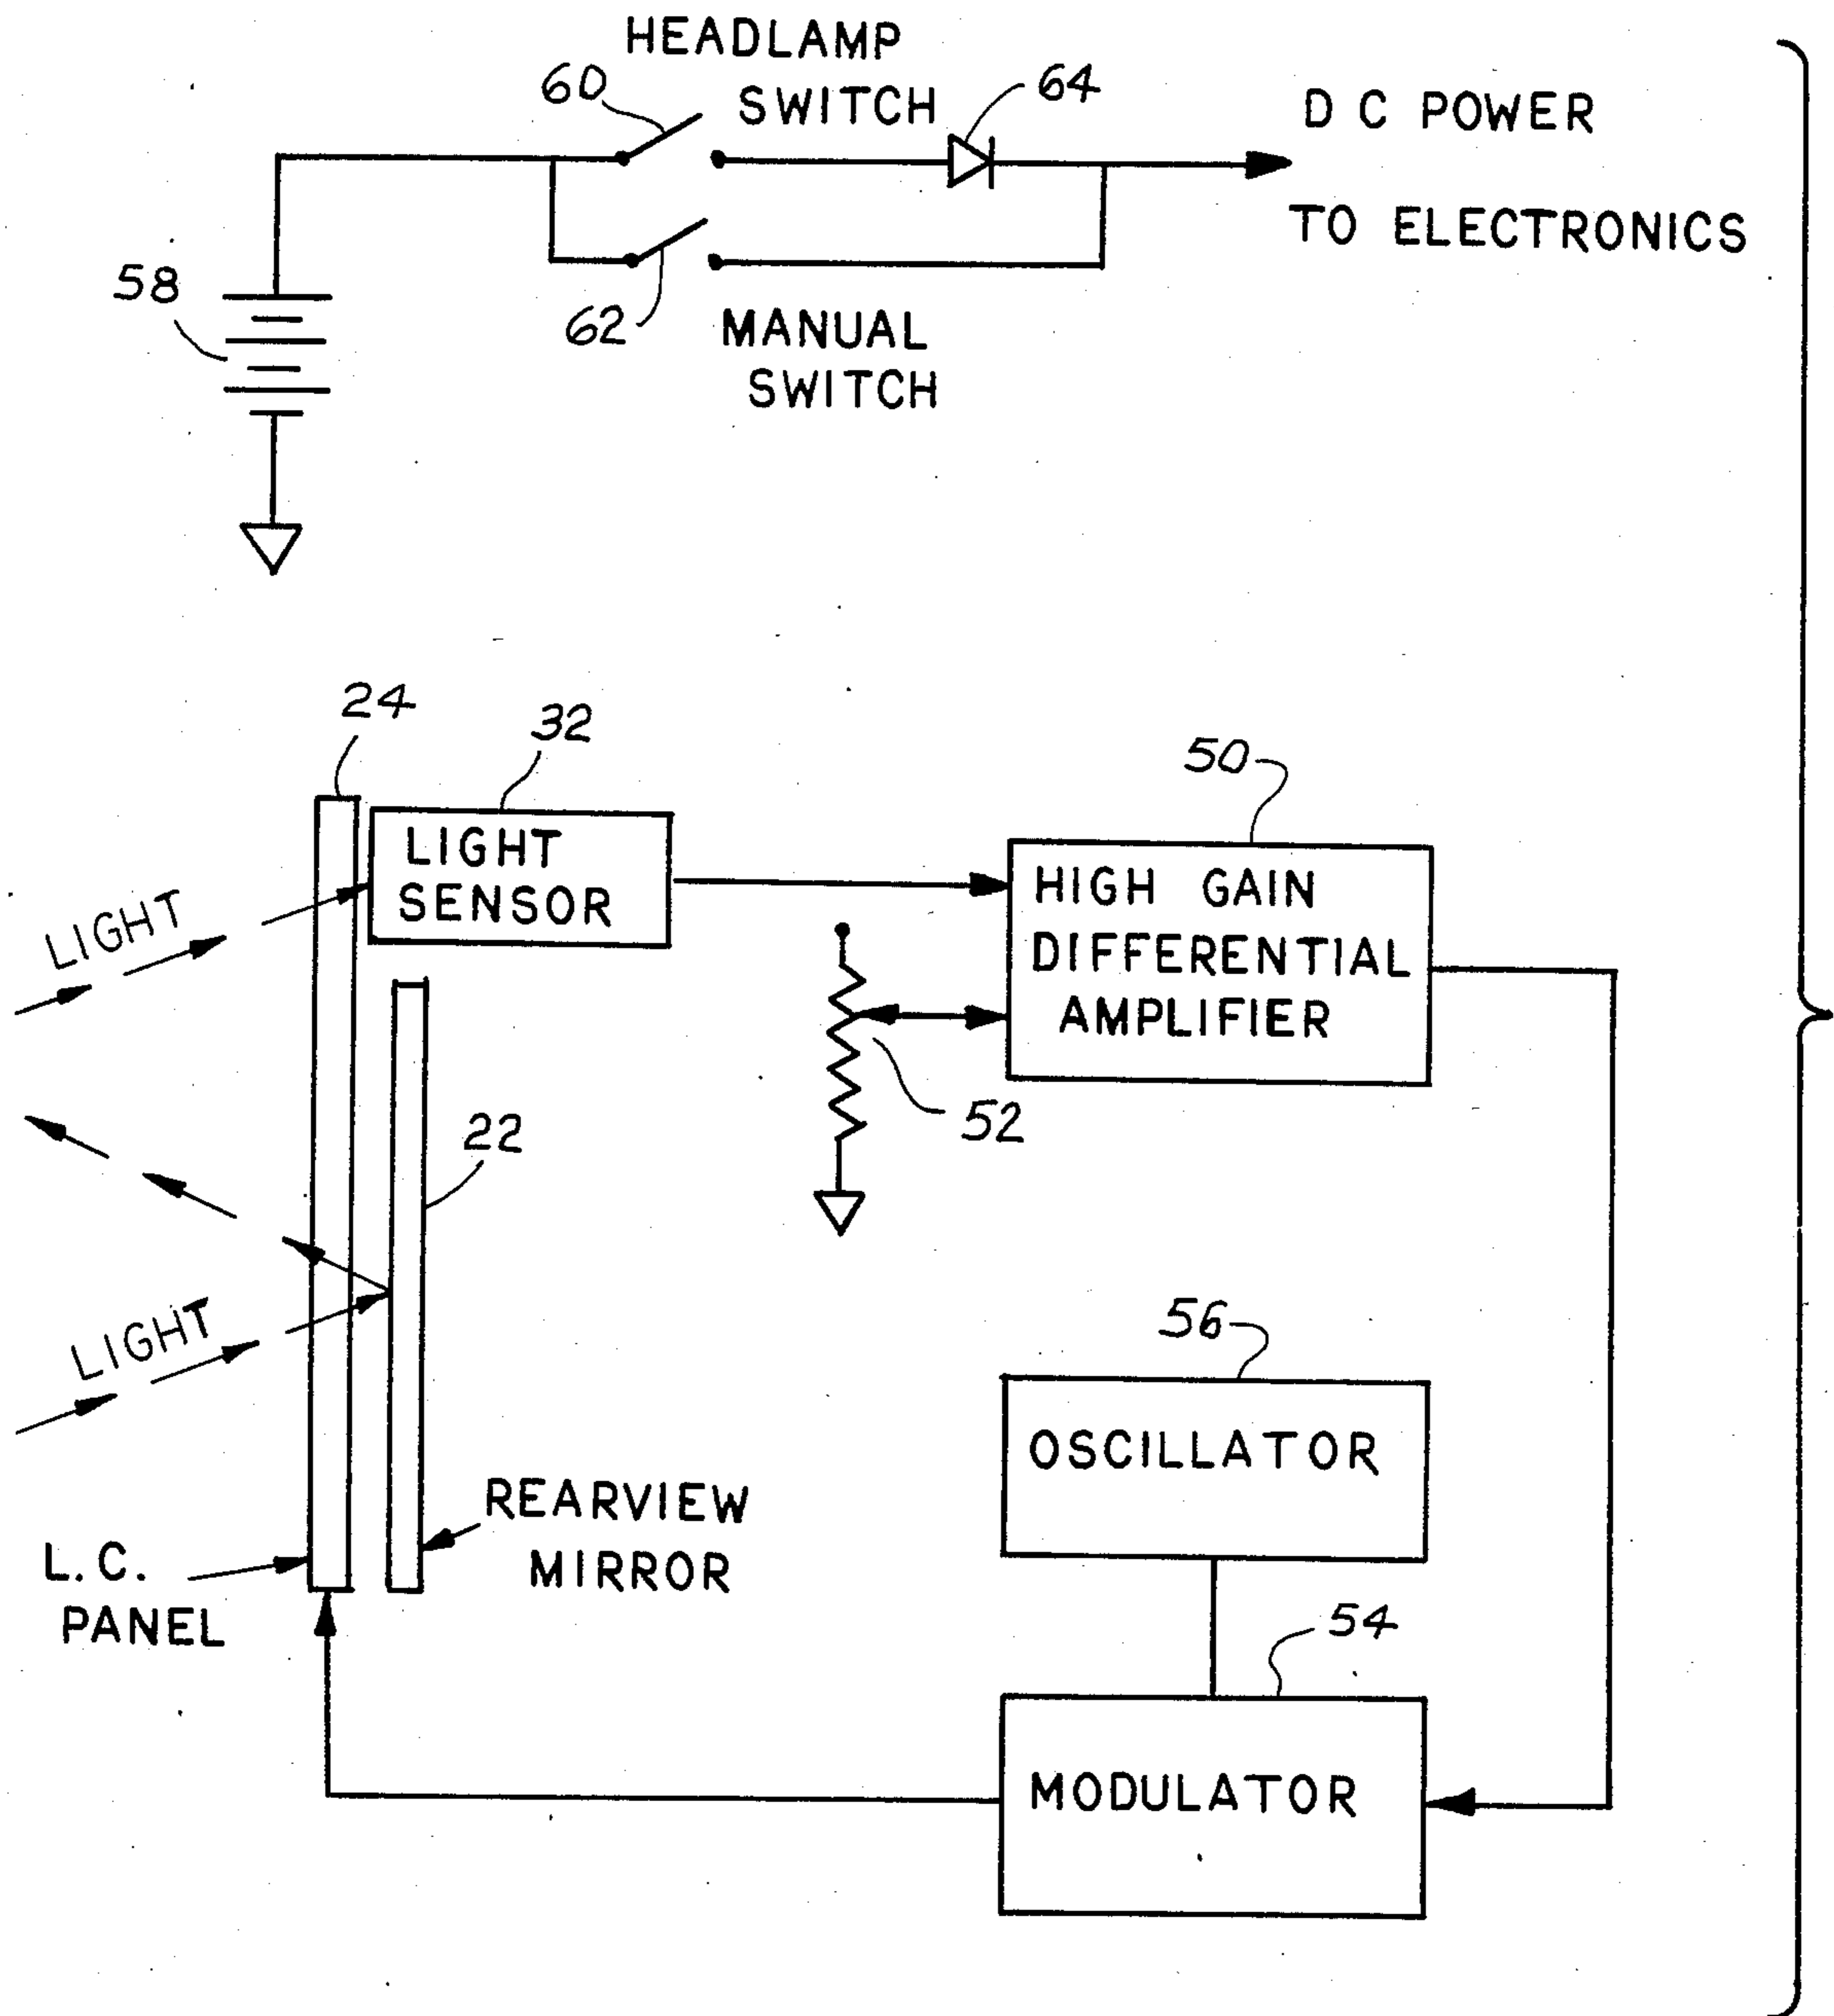 HEADLAMP
SWITCH
60
64
D C POWER
TO ELECTRONICS
58
62
MANUAL
SWITCH
24
32
50
LIGHT
SENSOR
LIGHT
HIGH GAIN
DIFFERENTIAL
AMPLIFIER
52
22
LIGHT
56
OSCILLATOR
REARVIEW
MIRROR
L.C.
PANEL
54
MODULATOR